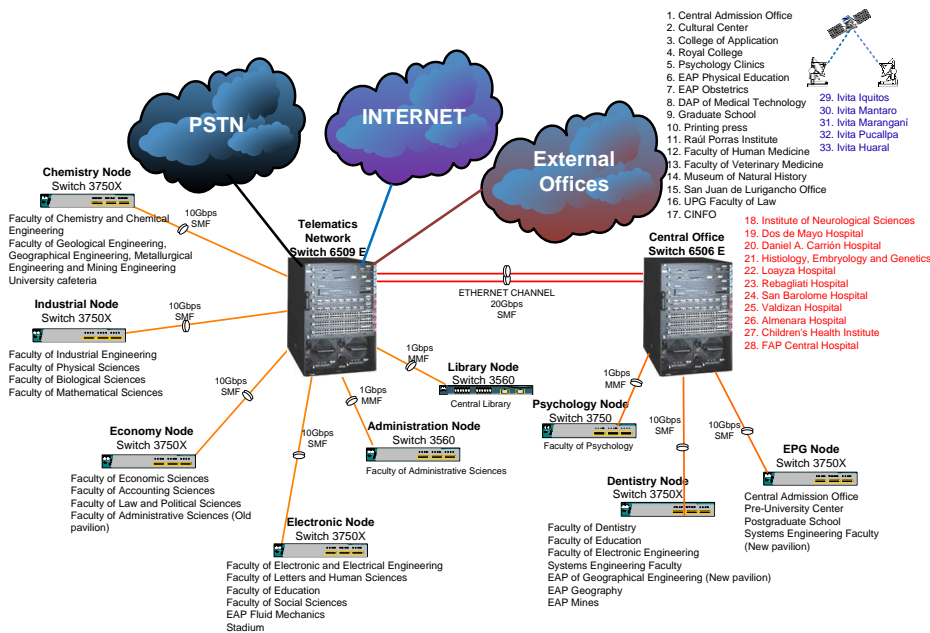 1. Central Admission Office
2. Cultural Center
3. College of Application
4. Royal College
5. Psychology Clinics
6. EAP Physical Education
7. EAP Obstetrics
8. DAP of Medical Technology
9. Graduate School
10. Printing press
11. Raúl Porras Institute
12. Faculty of Human Medicine
13. Faculty of Veterinary Medicine
14. Museum of Natural History
15. San Juan de Lurigancho Office
16. UPG Faculty of Law
17. CINFO
29. Ivita Iquitos
30. Ivita Mantaro
31. Ivita Maranganí
32. Ivita Pucallpa
33. Ivita Huaral
18. Institute of Neurological Sciences
19. Dos de Mayo Hospital
20. Daniel A. Carrión Hospital
21. Histiology, Embryology and Genetics
22. Loayza Hospital
23. Rebagliati Hospital
24. San Barolome Hospital
25. Valdizan Hospital
26. Almenara Hospital
27. Children's Health Institute
28. FAP Central Hospital
PSTN
INTERNET
External
Offices
Chemistry Node
Switch 3750X
10Gbps
SMF
Faculty of Chemistry and Chemical
Engineering
Faculty of Geological Engineering,
Geographical Engineering, Metallurgical
Engineering and Mining Engineering
University cafeteria
Telematics
Network
Switch 6509 E
ETHERNET CHANNEL
20Gbps
SMF
Central Office
Switch 6506 E
Industrial Node
Switch 3750X
10Gbps
SMF
Faculty of Industrial Engineering
Faculty of Physical Sciences
Faculty of Biological Sciences
Faculty of Mathematical Sciences
Economy Node
Switch 3750X
10Gbps
SMF
Faculty of Economic Sciences
Faculty of Accounting Sciences
Faculty of Law and Political Sciences
Faculty of Administrative Sciences (Old
pavilion)
Electronic Node
Switch 3750X
10Gbps
SMF
Faculty of Electronic and Electrical Engineering
Faculty of Letters and Human Sciences
Faculty of Education
Faculty of Social Sciences
EAP Fluid Mechanics
Stadium
1Gbps
MMF
Administration Node
Switch 3560
Faculty of Administrative Sciences
1Gbps
MMF
Library Node
Switch 3560
Central Library
1Gbps
MMF
Psychology Node
Switch 3750
Faculty of Psychology
10Gbps
SMF
Dentistry Node
Switch 3750X
Faculty of Dentistry
Faculty of Education
Faculty of Electronic Engineering
Systems Engineering Faculty
EAP of Geographical Engineering (New pavilion)
EAP Geography
EAP Mines
10Gbps
SMF
EPG Node
Switch 3750X
Central Admission Office
Pre-University Center
Postgraduate School
Systems Engineering Faculty
(New pavilion)